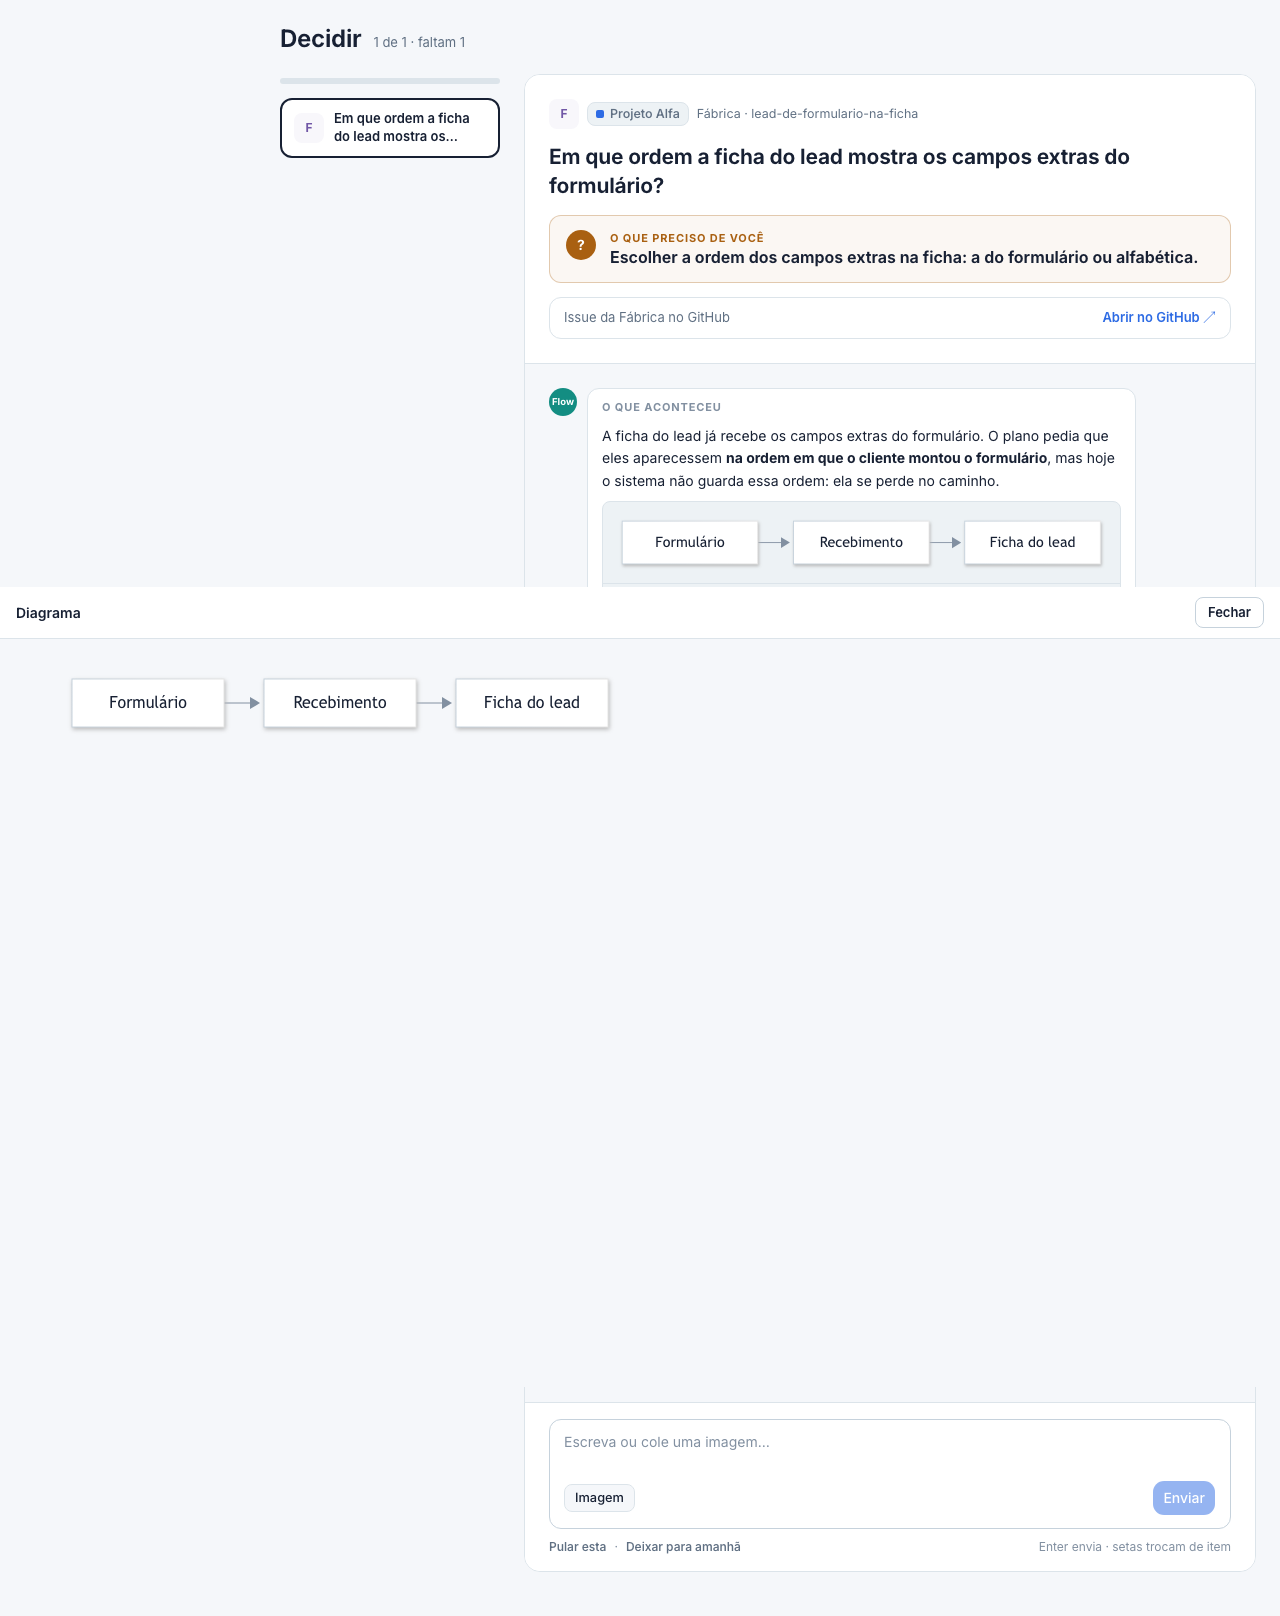 Decidir
1 de 1 · faltam 1
F
Em que ordem a ficha
do lead mostra os...
F
Projeto Alfa
Fábrica · lead-de-formulario-na-ficha
Em que ordem a ficha do lead mostra os campos extras do
formulário?
?
O QUE PRECISO DE VOCÊ
Escolher a ordem dos campos extras na ficha: a do formulário ou alfabética.
Issue da Fábrica no GitHub
Abrir no GitHub ↗
Flow
O QUE ACONTECEU
A ficha do lead já recebe os campos extras do formulário. O plano pedia que
eles aparecessem na ordem em que o cliente montou o formulário, mas hoje
o sistema não guarda essa ordem: ela se perde no caminho.
Formulário
Recebimento
Ficha do lead
Diagrama
Fechar
Formulário
Recebimento
Ficha do lead
Escreva ou cole uma imagem...
Imagem
Enviar
Pular esta · Deixar para amanhã
Enter envia · setas trocam de item